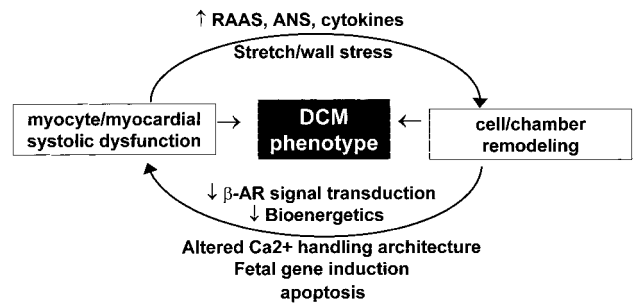 ↑ RAAS, ANS, cytokines
Stretch/wall stress
myocyte/myocardial
systolic dysfunction
→
DCM
phenotype
←
cell/chamber
remodeling
↓ β-AR signal transduction
↓ Bioenergetics
Altered Ca2+ handling architecture
Fetal gene induction
apoptosis